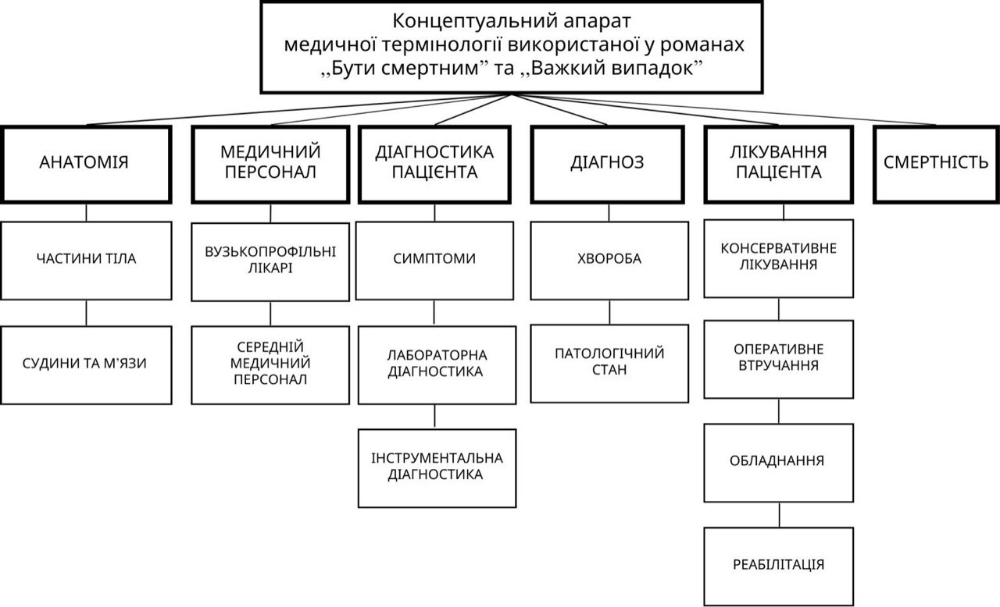 Концептуальний апарат
медичної термінології використаної у романах
,,Бути смертним” та ,,Важкий випадок”
АНАТОМІЯ
МЕДИЧНИЙ
ПЕРСОНАЛ
ДІАГНОСТИКА
ПАЦІЄНТА
ДІАГНОЗ
ЛІКУВАННЯ
ПАЦІЄНТА
СМЕРТНІСТЬ
ЧАСТИНИ ТІЛА
ВУЗЬКОПРОФІЛЬНІ
ЛІКАРІ
СИМПТОМИ
ХВОРОБА
КОНСЕРВАТИВНЕ
ЛІКУВАННЯ
СУДИНИ ТА М’ЯЗИ
СЕРЕДНІЙ
МЕДИЧНИЙ
ПЕРСОНАЛ
ЛАБОРАТОРНА
ДІАГНОСТИКА
ПАТОЛОГІЧНИЙ
СТАН
ОПЕРАТИВНЕ
ВТРУЧАННЯ
ІНСТРУМЕНТАЛЬНА
ДІАГНОСТИКА
ОБЛАДНАННЯ
РЕАБІЛІТАЦІЯ